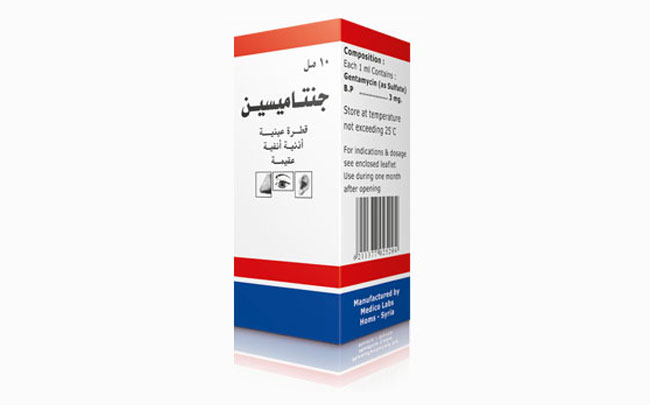 ١٠ مل
جنتاميسين
قطرة عينية
أذنية أنفية
عقيمة
Composition :
Each 1 ml Contains :
Gentamycin (as Sulfate)
B.P ............... 3 mg.
Store at temperature
not exceeding 25°C
For indications & dosage
see enclosed leaflet
Use during one month
after opening
Manufactured by
Medico Labs
Homs - Syria